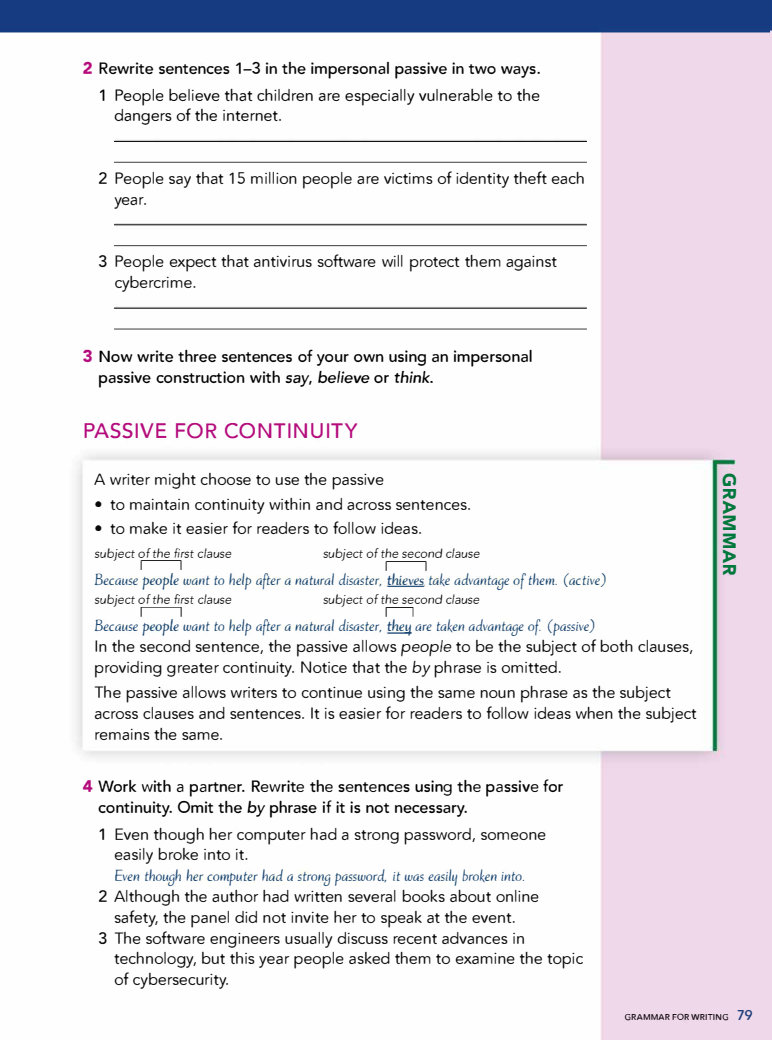 2 Rewrite sentences 1–3 in the impersonal passive in two ways.
1 People believe that children are especially vulnerable to the
dangers of the internet.
2 People say that 15 million people are victims of identity theft each
year.
3 People expect that antivirus software will protect them against
cybercrime.
3 Now write three sentences of your own using an impersonal
passive construction with say, believe or think.
PASSIVE FOR CONTINUITY
A writer might choose to use the passive
• to maintain continuity within and across sentences.
• to make it easier for readers to follow ideas.
subject of the first clause subject of the second clause
Because people want to help after a natural disaster, thieves take advantage of them. (active)
subject of the first clause subject of the second clause
Because people want to help after a natural disaster, they are taken advantage of. (passive)
In the second sentence, the passive allows people to be the subject of both clauses,
providing greater continuity. Notice that the by phrase is omitted.
The passive allows writers to continue using the same noun phrase as the subject
across clauses and sentences. It is easier for readers to follow ideas when the subject
remains the same.
GRAMMAR
4 Work with a partner. Rewrite the sentences using the passive for
continuity. Omit the by phrase if it is not necessary.
1 Even though her computer had a strong password, someone
easily broke into it.
Even though her computer had a strong password, it was easily broken into.
2 Although the author had written several books about online
safety, the panel did not invite her to speak at the event.
3 The software engineers usually discuss recent advances in
technology, but this year people asked them to examine the topic
of cybersecurity.
GRAMMAR FOR WRITING 79